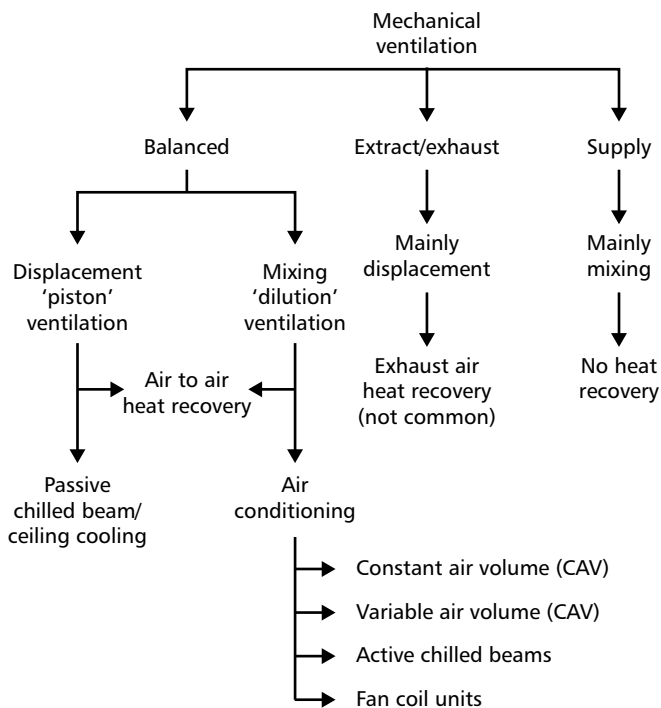 Mechanical
ventilation
Balanced
Extract/exhaust
Supply
Displacement
‘piston’
ventilation
Mixing
‘dilution’
ventilation
Mainly
displacement
Mainly
mixing
Air to air
heat recovery
Exhaust air
heat recovery
(not common)
No heat
recovery
Passive
chilled beam/
ceiling cooling
Air
conditioning
Constant air volume (CAV)
Variable air volume (CAV)
Active chilled beams
Fan coil units